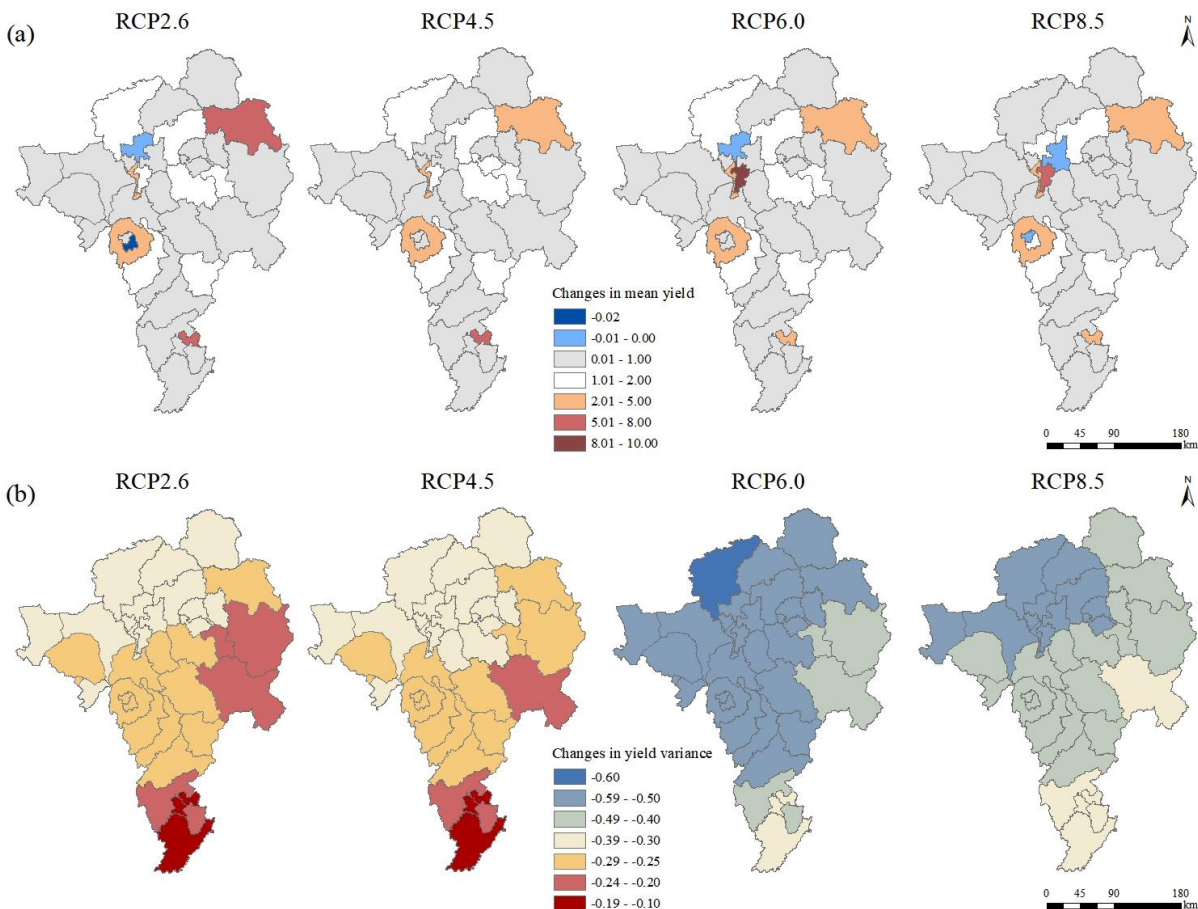 (a)
RCP2.6
RCP4.5
RCP6.0
RCP8.5
N
Changes in mean yield
-0.02
-0.01 - 0.00
0.01 - 1.00
1.01 - 2.00
2.01 - 5.00
5.01 - 8.00
8.01 - 10.00
0 45 90 180
km
(b)
RCP2.6
RCP4.5
RCP6.0
RCP8.5
N
Changes in yield variance
-0.60
-0.59 - -0.50
-0.49 - -0.40
-0.39 - -0.30
-0.29 - -0.25
-0.24 - -0.20
-0.19 - -0.10
0 45 90 180
km